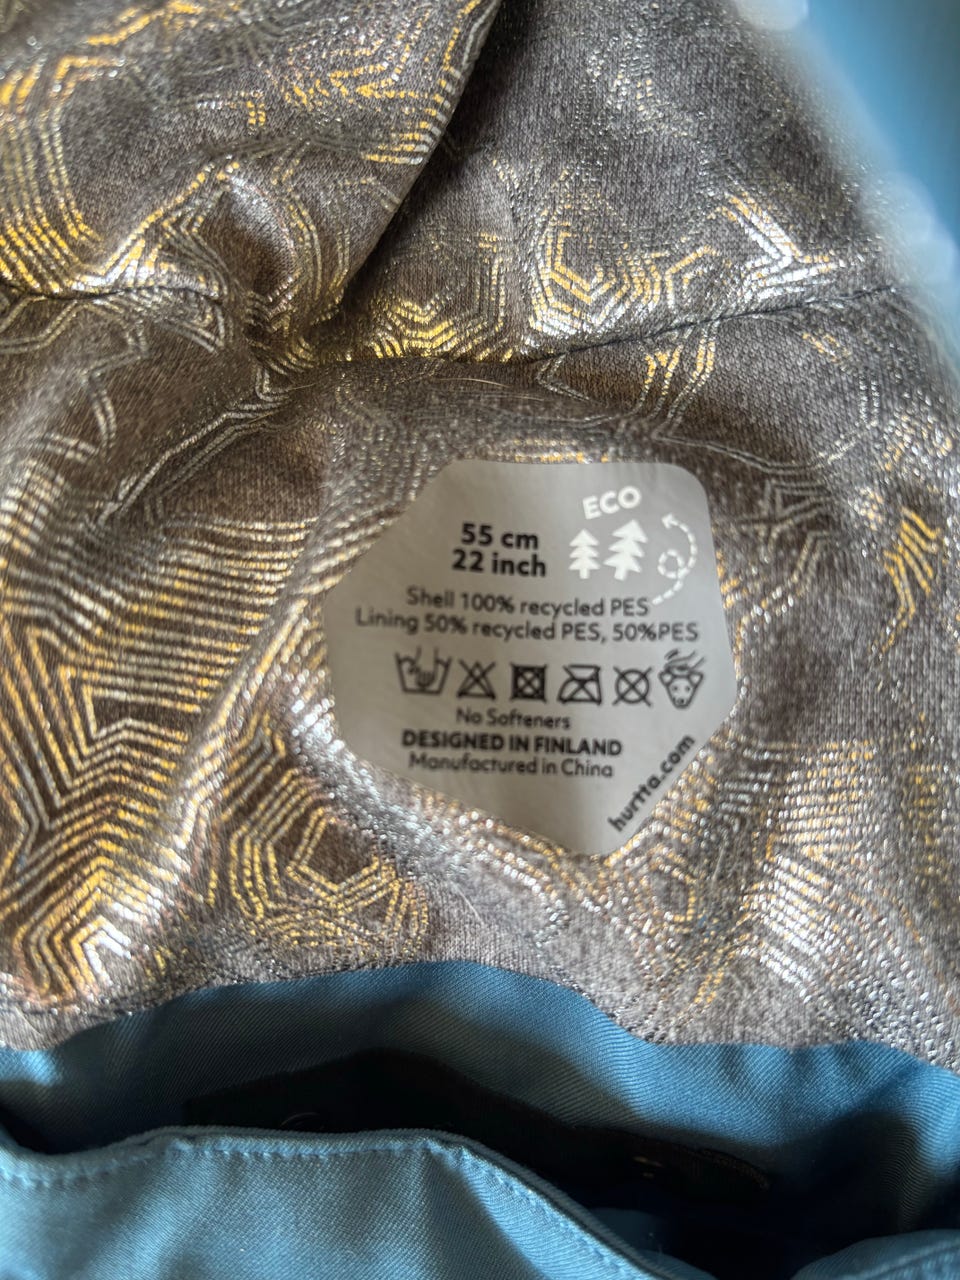 ECO
55 cm
22 inch
Shell 100% recycled PES
Lining 50% recycled PES, 50%PES
No Softeners
DESIGNED IN FINLAND
Manufactured in China
hurtta.com